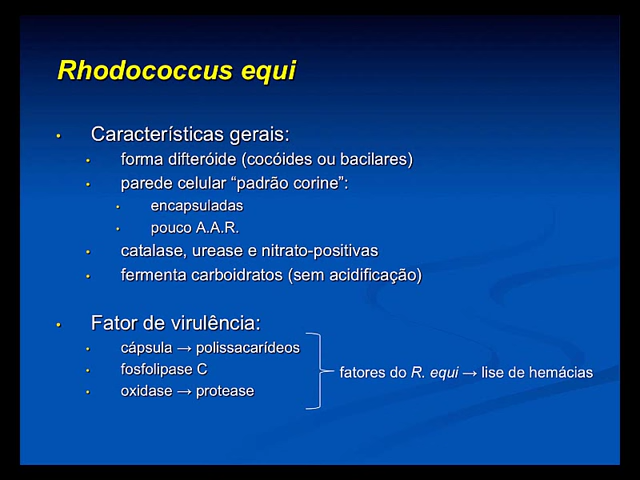 Rhodococcus equi
Características gerais:
forma difteróide (cocóides ou bacilares)
parede celular “padrão corine”:
encapsuladas
pouco A.A.R.
catalase, urease e nitrato-positivas
fermenta carboidratos (sem acidificação)
Fator de virulência:
cápsula → polissacarídeos
fosfolipase C
oxidase → protease
fatores do R. equi → lise de hemácias